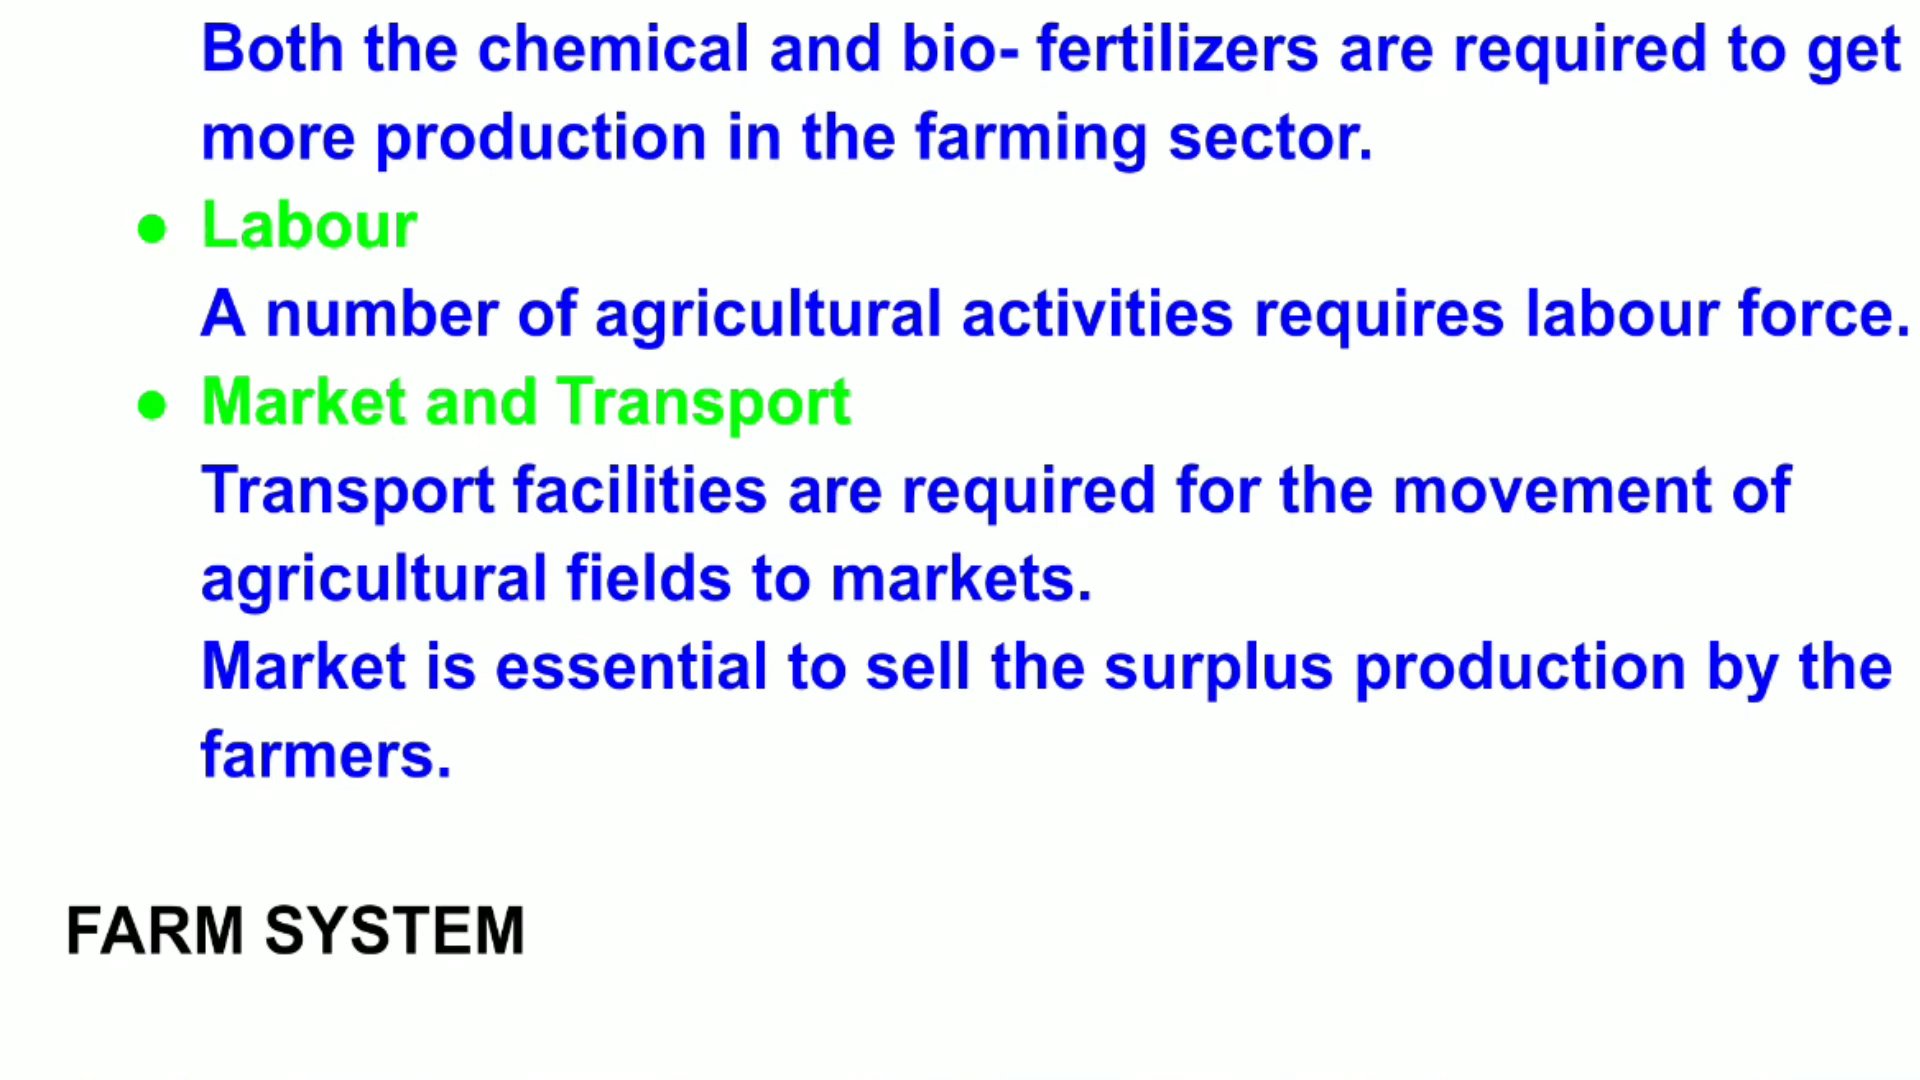 Both the chemical and bio- fertilizers are required to get
more production in the farming sector.
● Labour
A number of agricultural activities requires labour force.
● Market and Transport
Transport facilities are required for the movement of
agricultural fields to markets.
Market is essential to sell the surplus production by the
farmers.
FARM SYSTEM